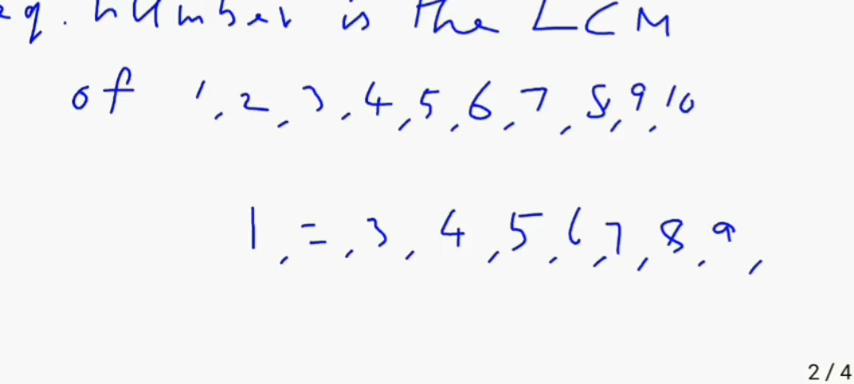 eq. number is the LCM
of 1, 2, 3, 4, 5, 6, 7, 8, 9, 10
1, =, 3, 4, 5, 6, 7, 8, 9,
2 / 4